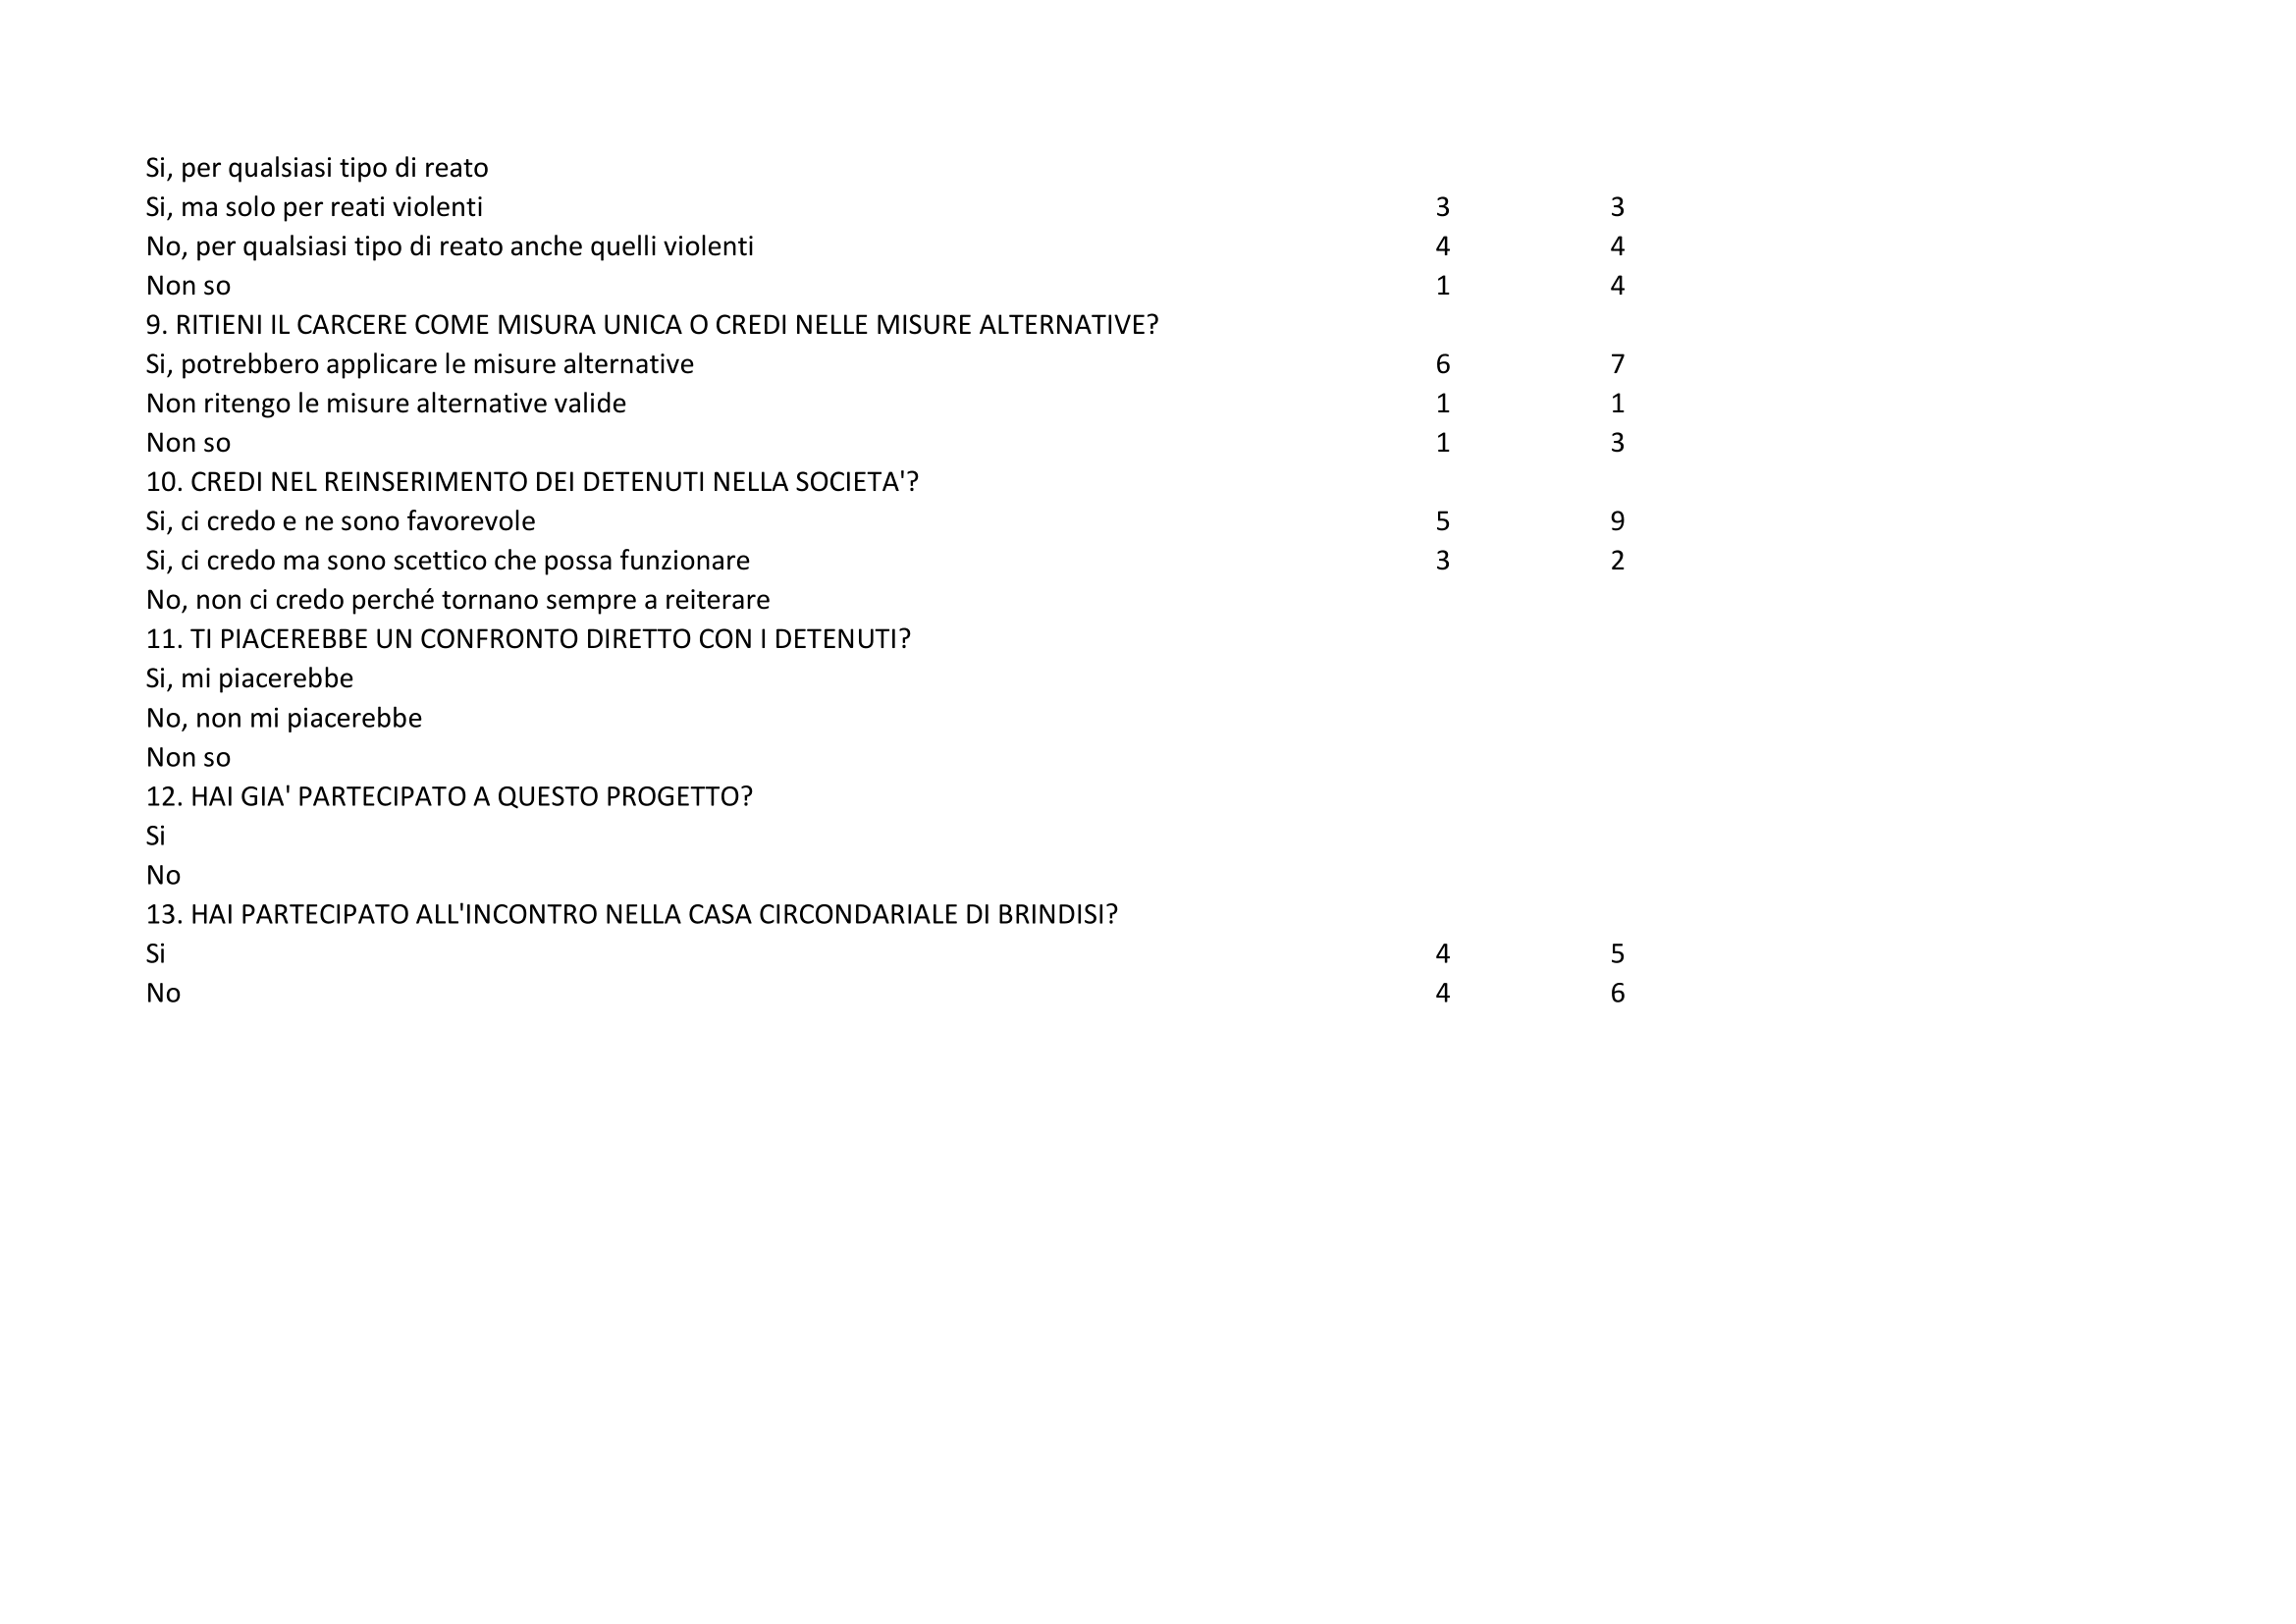 Si, per qualsiasi tipo di reato
Si, ma solo per reati violenti 3 3
No, per qualsiasi tipo di reato anche quelli violenti 4 4
Non so 1 4
9. RITIENI IL CARCERE COME MISURA UNICA O CREDI NELLE MISURE ALTERNATIVE?
Si, potrebbero applicare le misure alternative 6 7
Non ritengo le misure alternative valide 1 1
Non so 1 3
10. CREDI NEL REINSERIMENTO DEI DETENUTI NELLA SOCIETA'?
Si, ci credo e ne sono favorevole 5 9
Si, ci credo ma sono scettico che possa funzionare 3 2
No, non ci credo perché tornano sempre a reiterare
11. TI PIACEREBBE UN CONFRONTO DIRETTO CON I DETENUTI?
Si, mi piacerebbe
No, non mi piacerebbe
Non so
12. HAI GIA' PARTECIPATO A QUESTO PROGETTO?
Si
No
13. HAI PARTECIPATO ALL'INCONTRO NELLA CASA CIRCONDARIALE DI BRINDISI?
Si 4 5
No 4 6